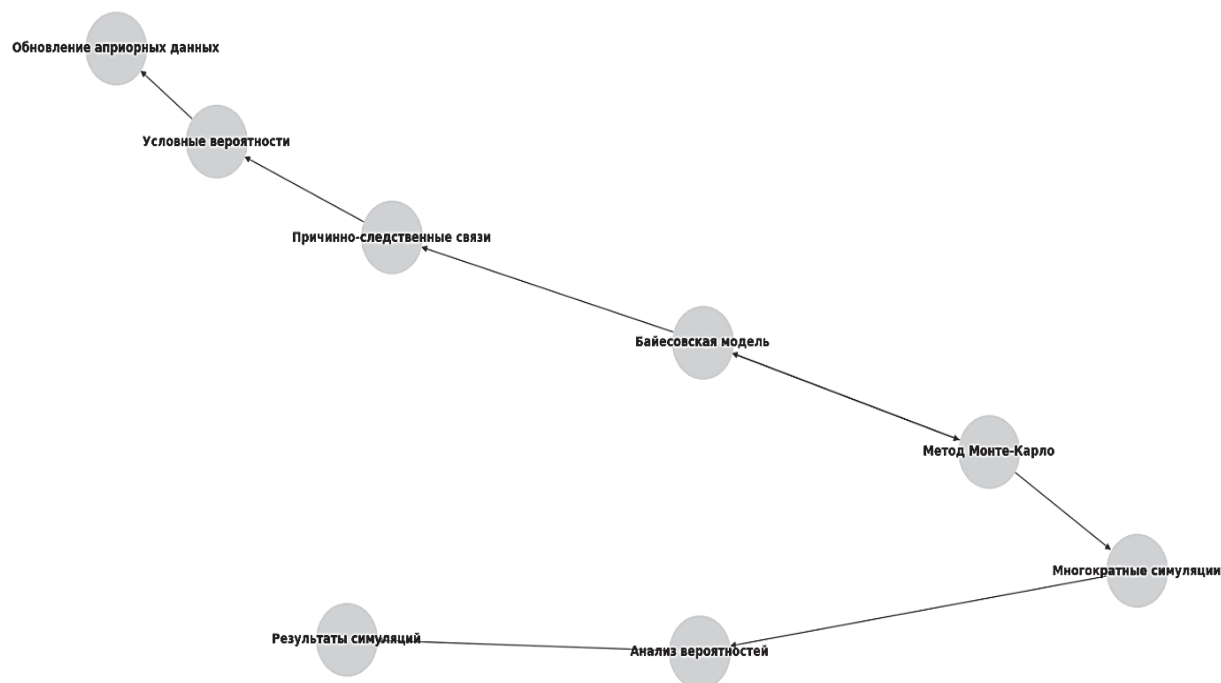 Обновление априорных данных
Условные вероятности
Причинно-следственные связи
Байесовская модель
Метод Монте-Карло
Многократные симуляции
Результаты симуляций
Анализ вероятностей